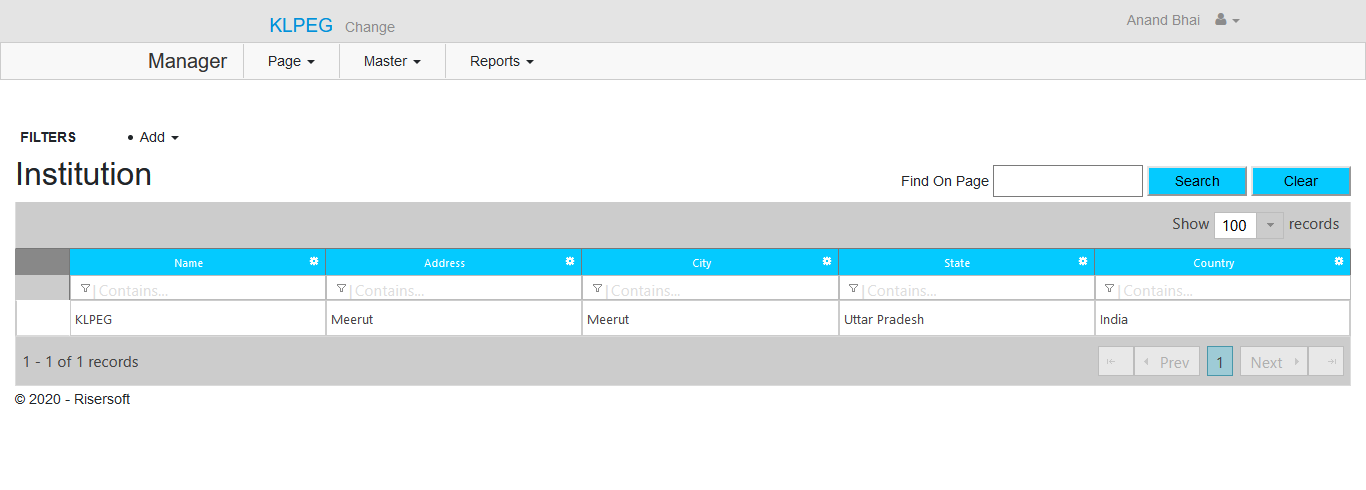 KLPEG Change Anand Bhai
Manager Page Master Reports
FILTERS • Add
Institution
Find On Page Search Clear
Show 100 records
Name Address City State Country
Contains... Contains... Contains... Contains... Contains...
KLPEG Meerut Meerut Uttar Pradesh India
1 - 1 of 1 records Prev 1 Next
© 2020 - Risersoft